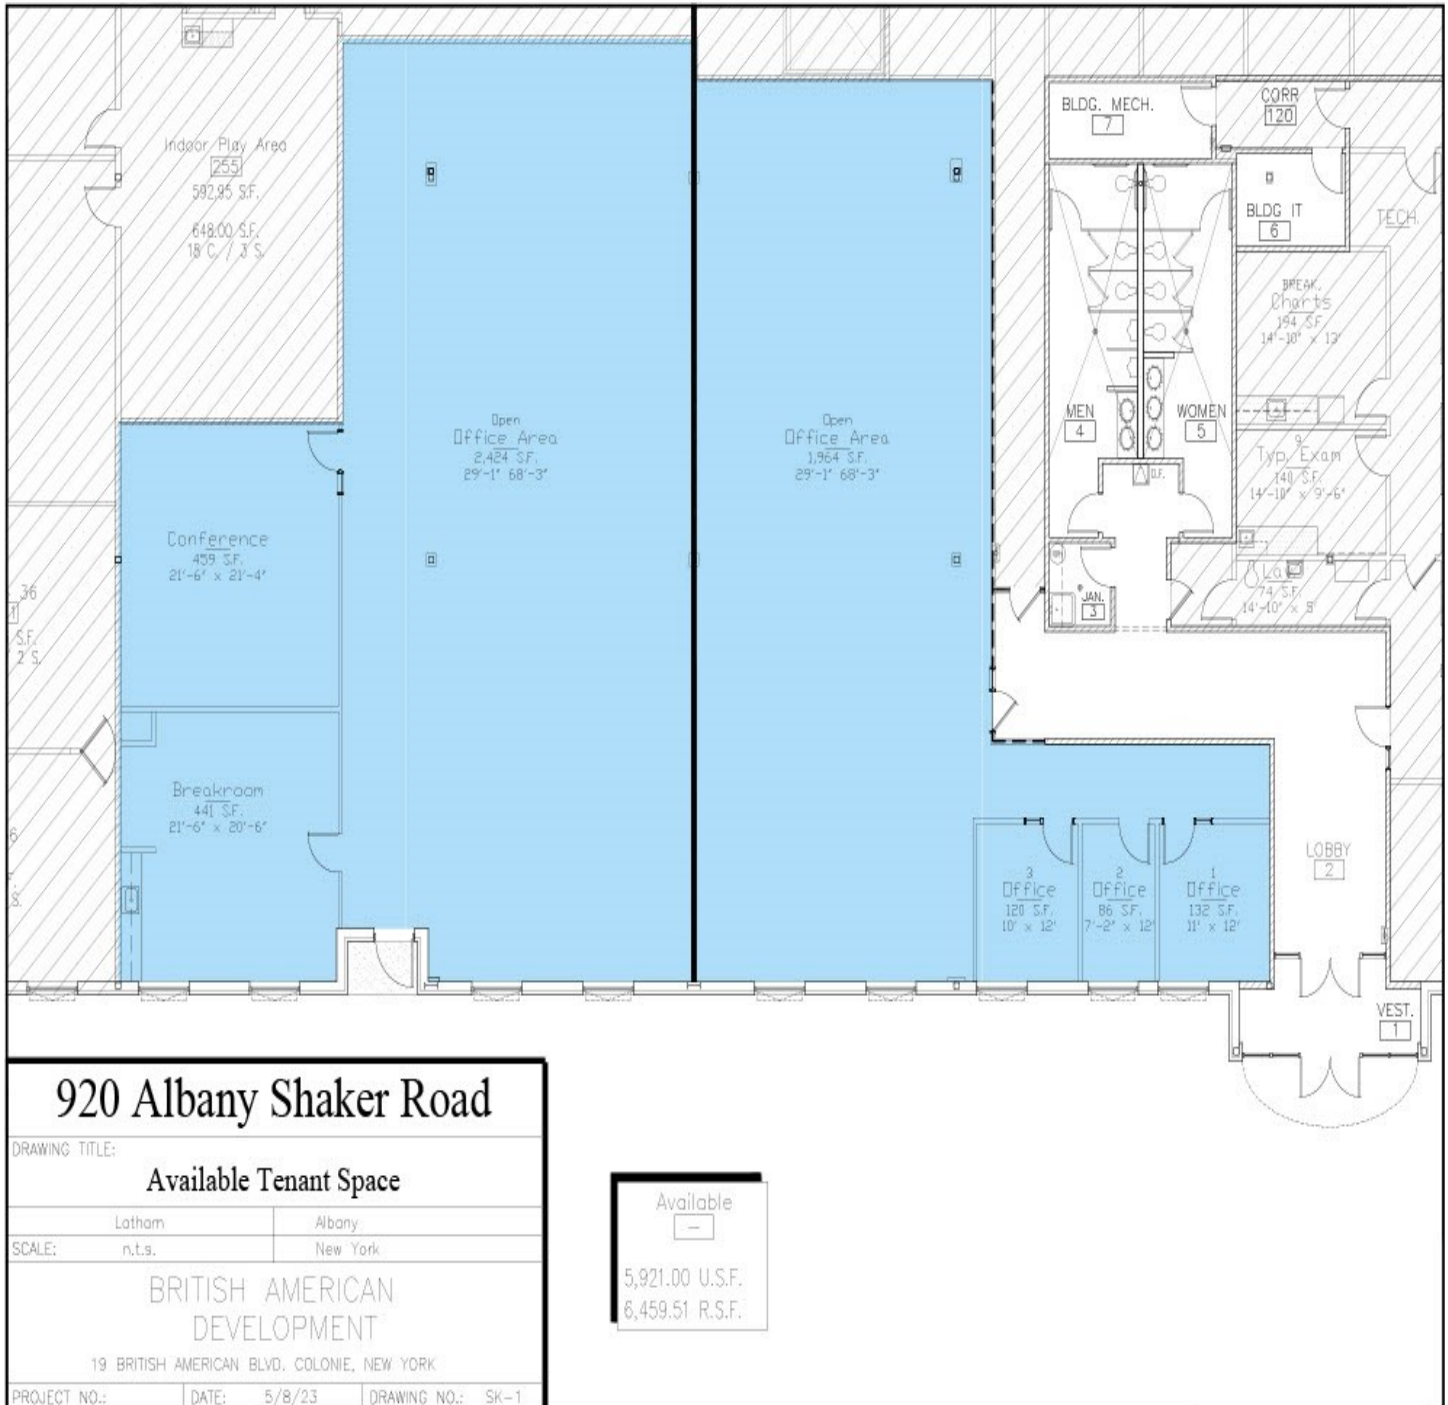 Indoor Play Area
255
592.95 S.F.
648.00 S.F.
18 C. / 3 S.
BLDG. MECH.
7
CORR
120
BLDG IT
6
TECH.
BREAK.
Charts
194 S.F.
14'-10" x 13'
MEN
4
WOMEN
5
D.F.
9
Typ. Exam
140 S.F.
14'-10" x 9'-6"
Open
Office Area
2,424 S.F.
29'-1" 68'-3"
Open
Office Area
1,964 S.F.
29'-1" 68'-3"
Conference
459 S.F.
21'-6" x 21'-4"
36
S.F.
2 S.
JAN.
3
Lav
74 S.F.
14'-10" x 5'
Breakroom
441 S.F.
21'-6" x 20'-6"
6
S.
3
Office
120 S.F.
10' x 12'
2
Office
86 S.F.
7'-2" x 12'
1
Office
132 S.F.
11' x 12'
LOBBY
2
VEST.
1
920 Albany Shaker Road
DRAWING TITLE:
Available Tenant Space
Latham
Albany
SCALE: n.t.s.
New York
BRITISH AMERICAN
DEVELOPMENT
19 BRITISH AMERICAN BLVD. COLONIE, NEW YORK
PROJECT NO.: DATE: 5/8/23 DRAWING NO.: SK-1
Available
—
5,921.00 U.S.F.
6,459.51 R.S.F.